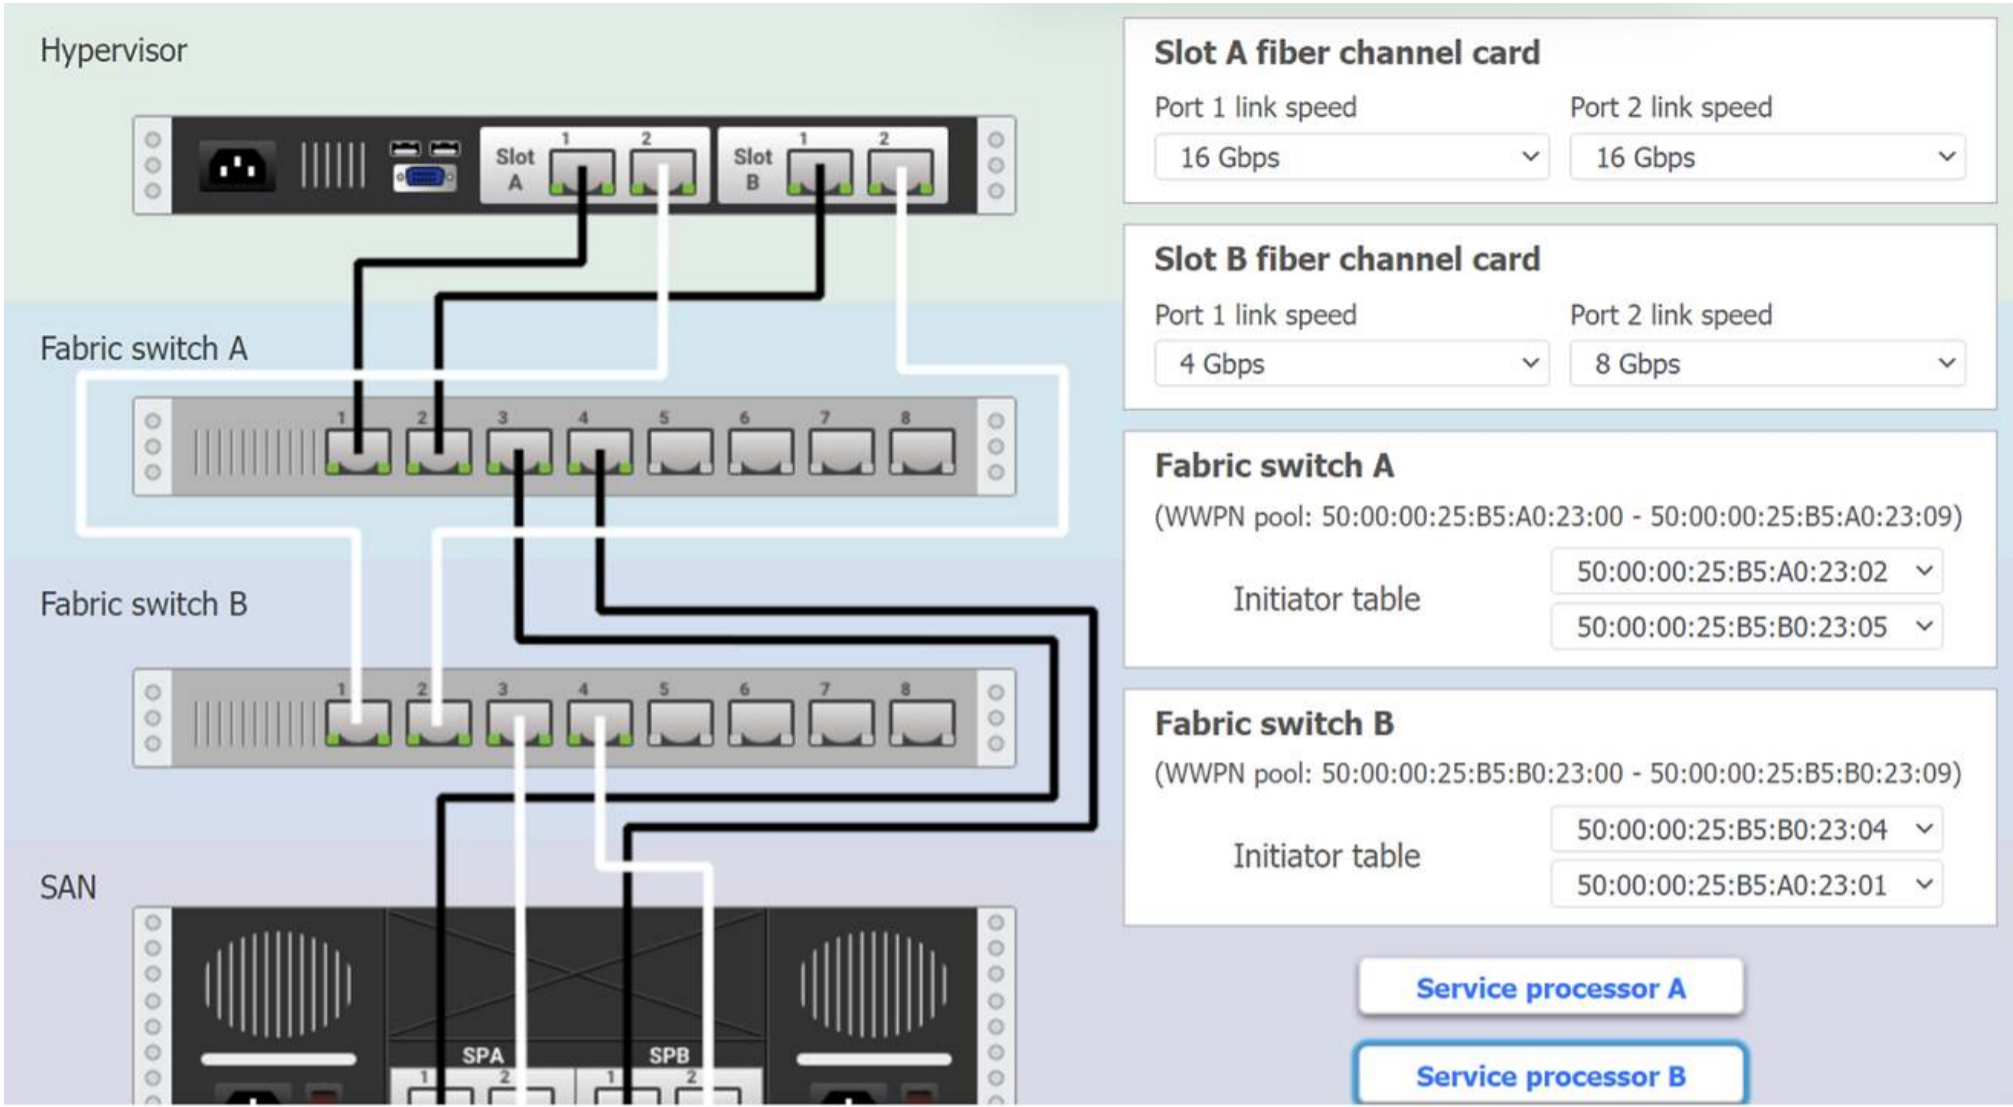 Hypervisor
Slot A
1
2
Slot B
1
2
Fabric switch A
1 2 3 4 5 6 7 8
Fabric switch B
1 2 3 4 5 6 7 8
SAN
SPA
1 2
SPB
1 2
Slot A fiber channel card
Port 1 link speed
Port 2 link speed
16 Gbps
16 Gbps
Slot B fiber channel card
Port 1 link speed
Port 2 link speed
4 Gbps
8 Gbps
Fabric switch A
(WWPN pool: 50:00:00:25:B5:A0:23:00 - 50:00:00:25:B5:A0:23:09)
Initiator table
50:00:00:25:B5:A0:23:02
50:00:00:25:B5:B0:23:05
Fabric switch B
(WWPN pool: 50:00:00:25:B5:B0:23:00 - 50:00:00:25:B5:B0:23:09)
Initiator table
50:00:00:25:B5:B0:23:04
50:00:00:25:B5:A0:23:01
Service processor A
Service processor B